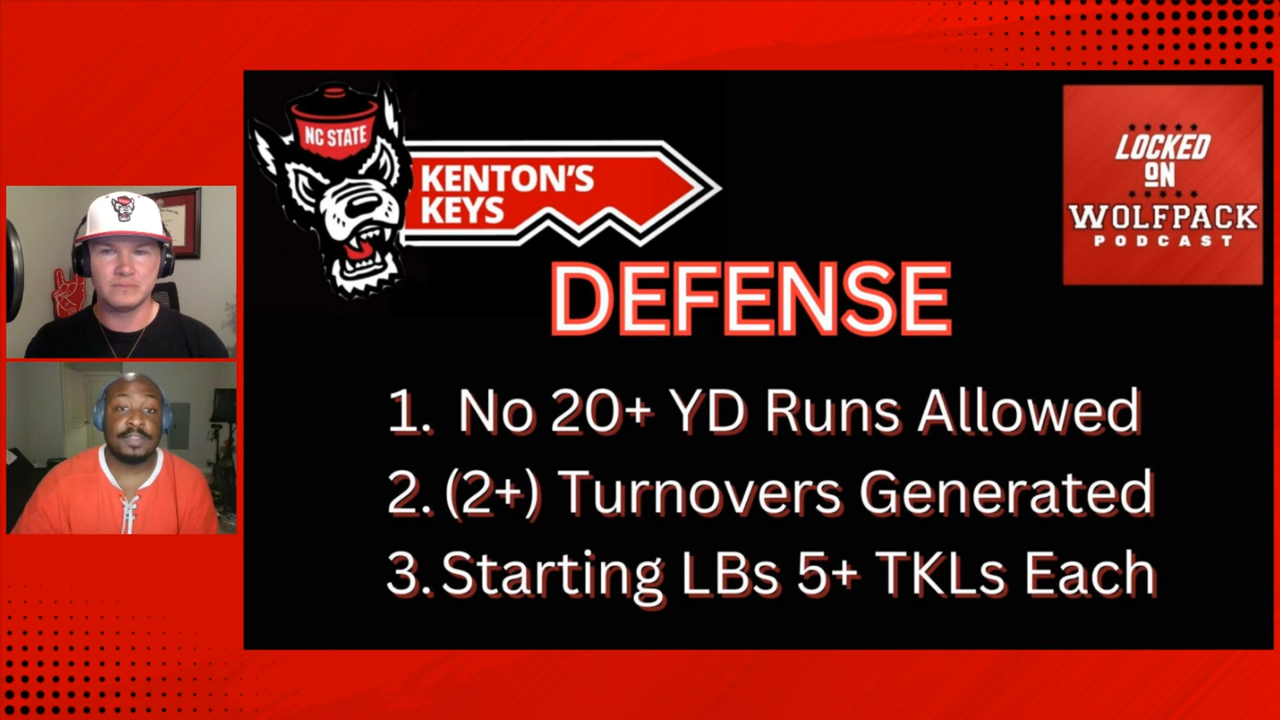 NC STATE
KENTON'S
KEYS
LOCKED
ON
WOLFPACK
PODCAST
DEFENSE
1. No 20+ YD Runs Allowed
2. (2+) Turnovers Generated
3. Starting LBs 5+ TKLs Each